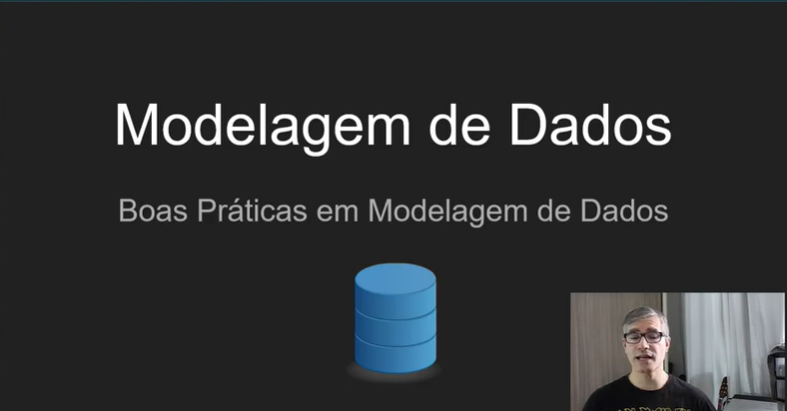 Modelagem de Dados
Boas Práticas em Modelagem de Dados